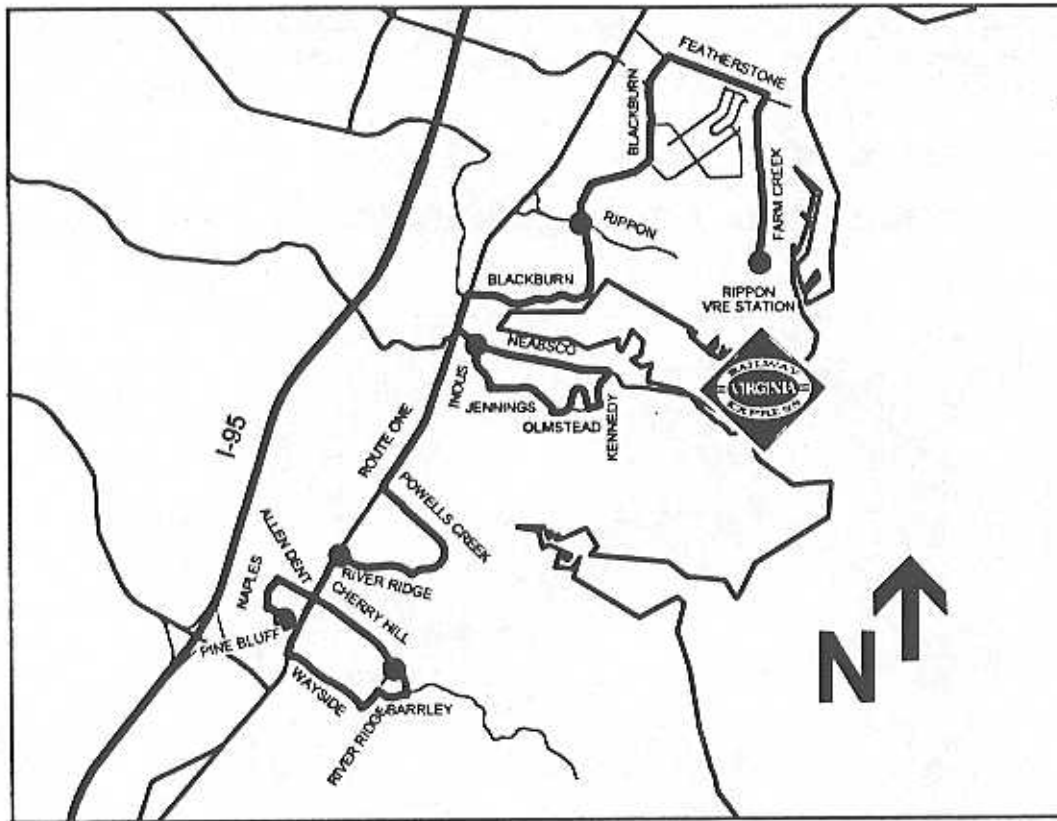 FEATHERSTONE
BLACKBURN
FARM CREEK
RIPPON
BLACKBURN
RIPPON
VRE STATION
NEABSCO
RAILWAY
VIRGINIA
EXPRESS
INDUS
JENNINGS
OLMSTEAD
KENNEDY
I-95
ROUTE ONE
POWELLS CREEK
ALLEN DENT
NAPLES
RIVER RIDGE
CHERRY HILL
PINE BLUFF
WAYSIDE
RIVER RIDGE
BARRLEY
N